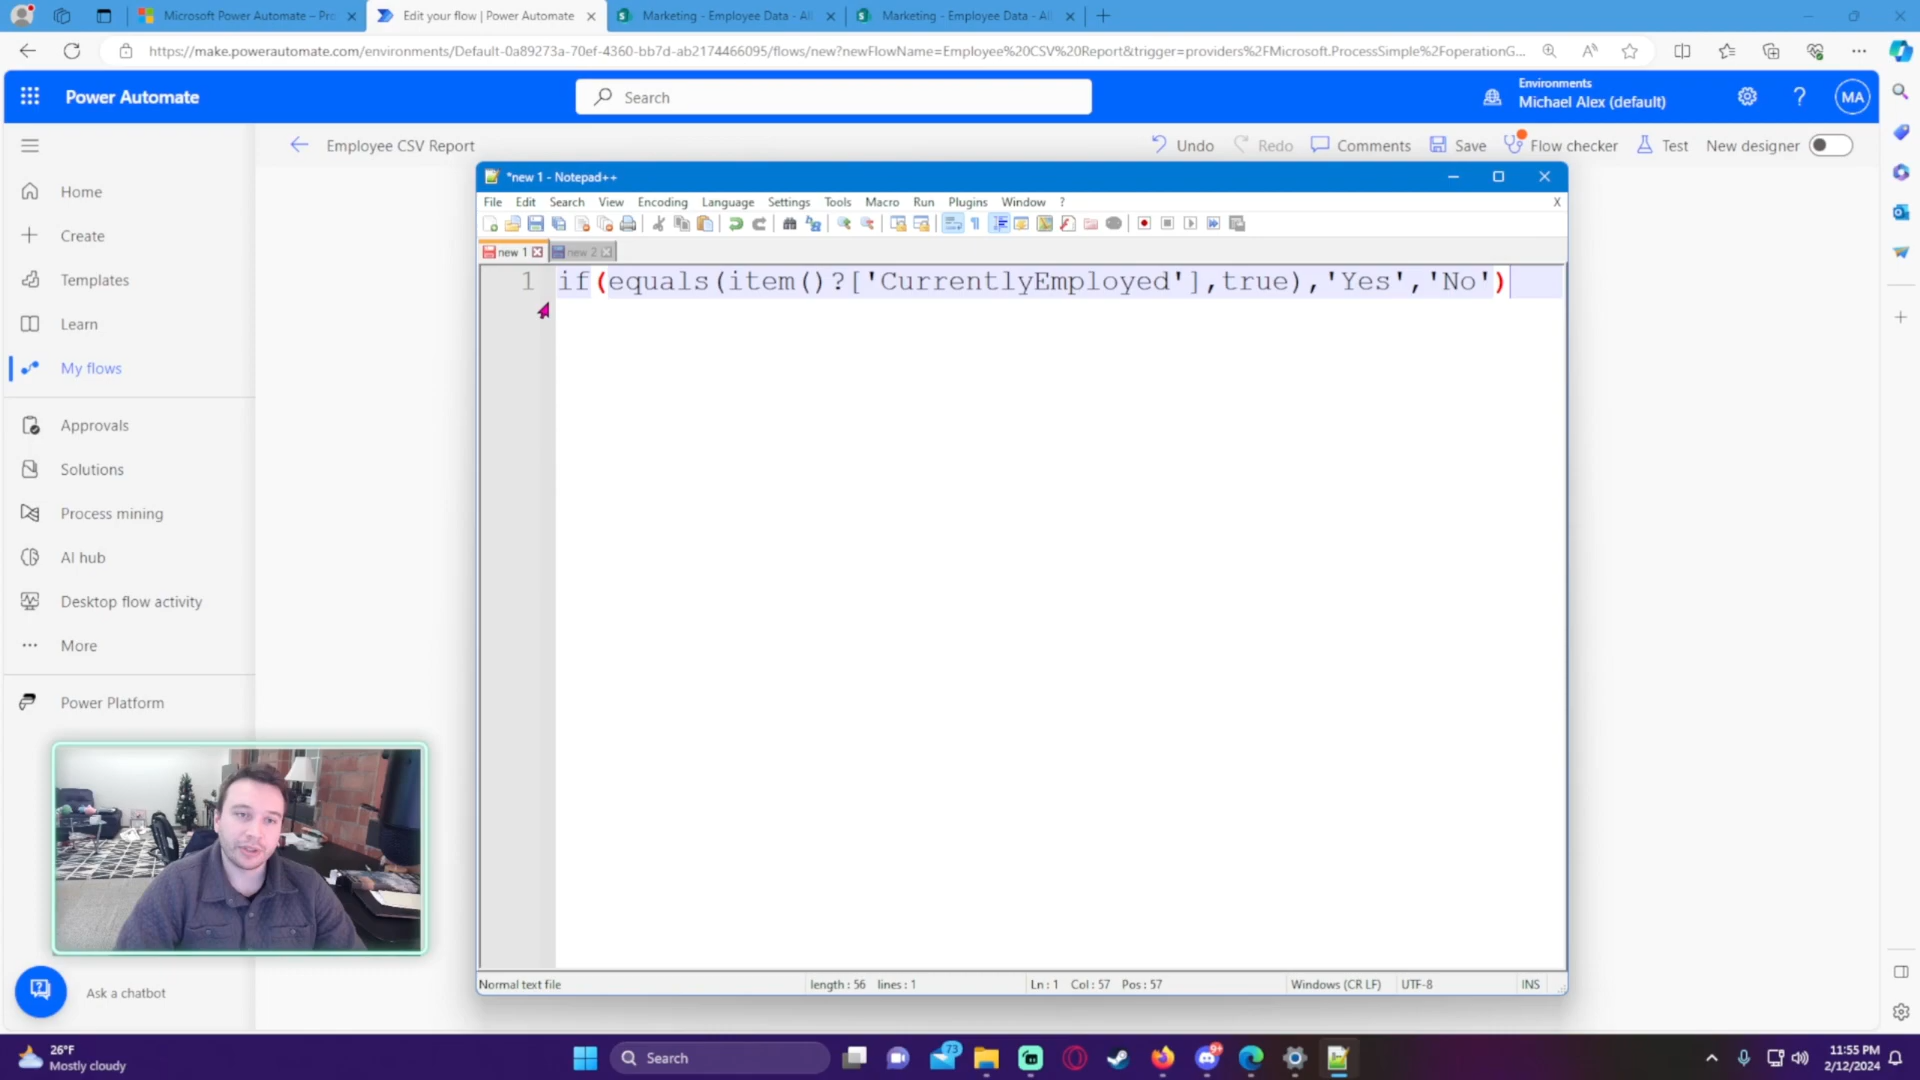 Microsoft Power Automate – Pro
Edit your flow | Power Automate
Marketing - Employee Data - All
Marketing - Employee Data - All
https://make.powerautomate.com/environments/Default-0a89273a-70ef-4360-bb7d-ab2174466095/flows/new?newFlowName=Employee%20CSV%20Report&trigger=providers%2FMicrosoft.ProcessSimple%2FoperationG...
Power Automate
Search
Environments
Michael Alex (default)
?
MA
Employee CSV Report
Undo
Redo
Comments
Save
Flow checker
Test
New designer
Home
Create
Templates
Learn
My flows
Approvals
Solutions
Process mining
AI hub
Desktop flow activity
More
Power Platform
Ask a chatbot
*new 1 - Notepad++
File Edit Search View Encoding Language Settings Tools Macro Run Plugins Window ? X
new 1
new 2
1 if(equals(item()?['CurrentlyEmployed'],true),'Yes','No')
Normal text file
length : 56 lines : 1
Ln : 1 Col : 57 Pos : 57
Windows (CR LF)
UTF-8
INS
26°F
Mostly cloudy
Search
73
9+
11:55 PM
2/12/2024